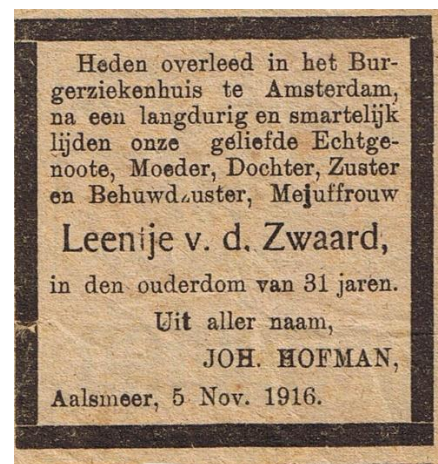 Heden overleed in het Bur-
gerziekenhuis te Amsterdam,
na een langdurig en smartelijk
lijden onze geliefde Echtge-
noote, Moeder, Dochter, Zuster
en Behuwdzuster, Mejuffrouw
Leentje v. d. Zwaard,
in den ouderdom van 31 jaren.
Uit aller naam,
JOH. HOFMAN,
Aalsmeer, 5 Nov. 1916.